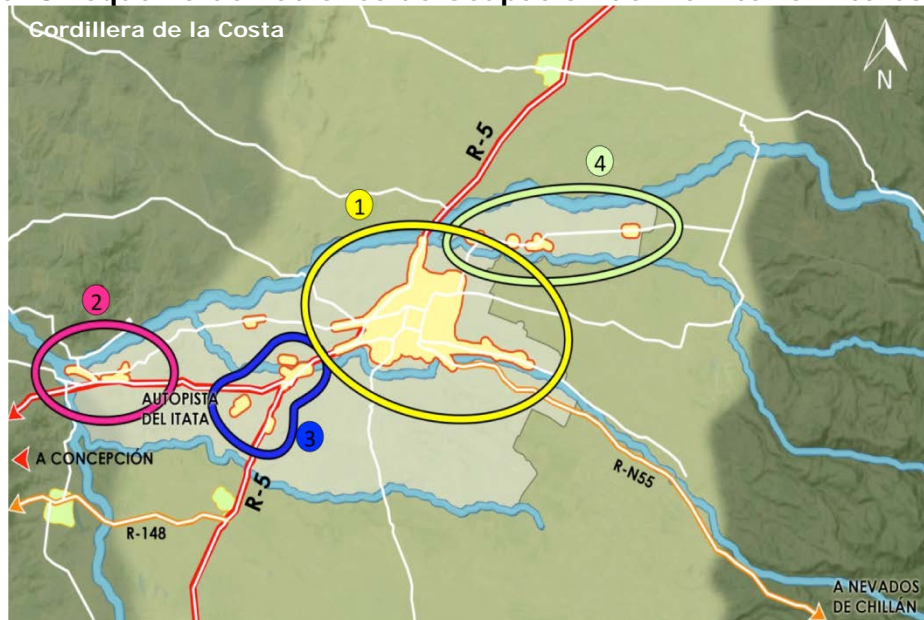 Cordillera de la Costa
N
R-5
4
1
2
AUTOPISTA
DEL ITATA
3
A CONCEPCIÓN
R-5
R-N55
R-148
A NEVADOS
DE CHILLÁN